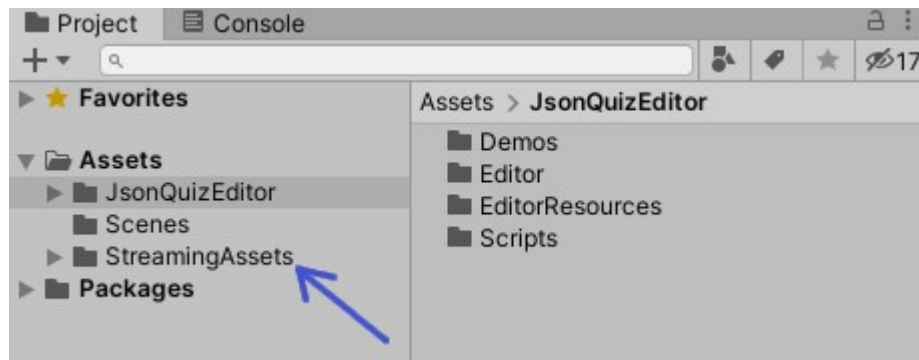 Project Console
17
Favorites
Assets
JsonQuizEditor
Scenes
StreamingAssets
Packages
Assets > JsonQuizEditor
Demos
Editor
EditorResources
Scripts